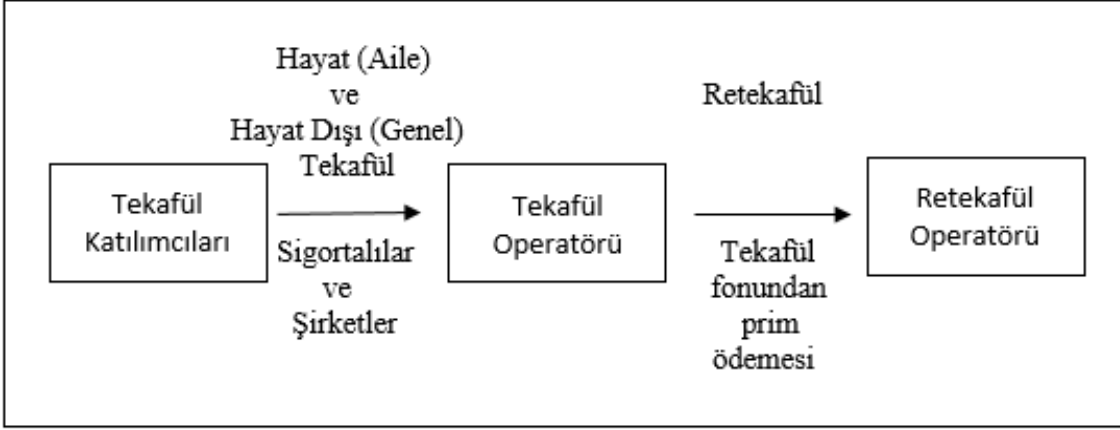 Hayat (Aile)
ve
Hayat Dışı (Genel)
Tekafül
Retekafül
Tekafül
Katılımcıları
Tekafül
Operatörü
Retekafül
Operatörü
Sigortalılar
ve
Şirketler
Tekafül
fonundan
prim
ödemesi